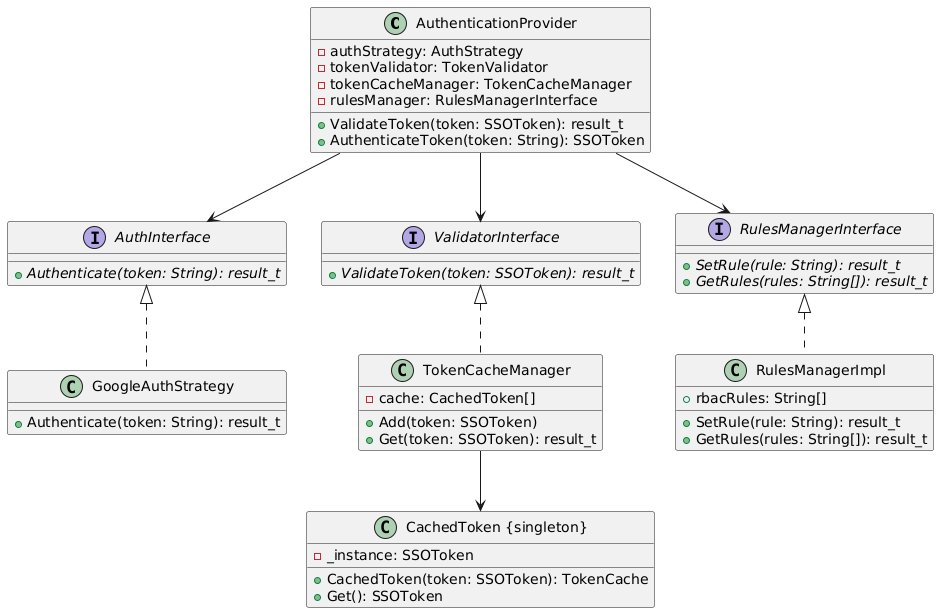 C AuthenticationProvider
authStrategy: AuthStrategy
tokenValidator: TokenValidator
tokenCacheManager: TokenCacheManager
rulesManager: RulesManagerInterface
ValidateToken(token: SSOToken): result_t
AuthenticateToken(token: String): SSOToken
I AuthInterface
Authenticate(token: String): result_t
I ValidatorInterface
ValidateToken(token: SSOToken): result_t
I RulesManagerInterface
SetRule(rule: String): result_t
GetRules(rules: String[]): result_t
C GoogleAuthStrategy
Authenticate(token: String): result_t
C TokenCacheManager
cache: CachedToken[]
Add(token: SSOToken)
Get(token: SSOToken): result_t
C RulesManagerImpl
rbacRules: String[]
SetRule(rule: String): result_t
GetRules(rules: String[]): result_t
C CachedToken {singleton}
_instance: SSOToken
CachedToken(token: SSOToken): TokenCache
Get(): SSOToken